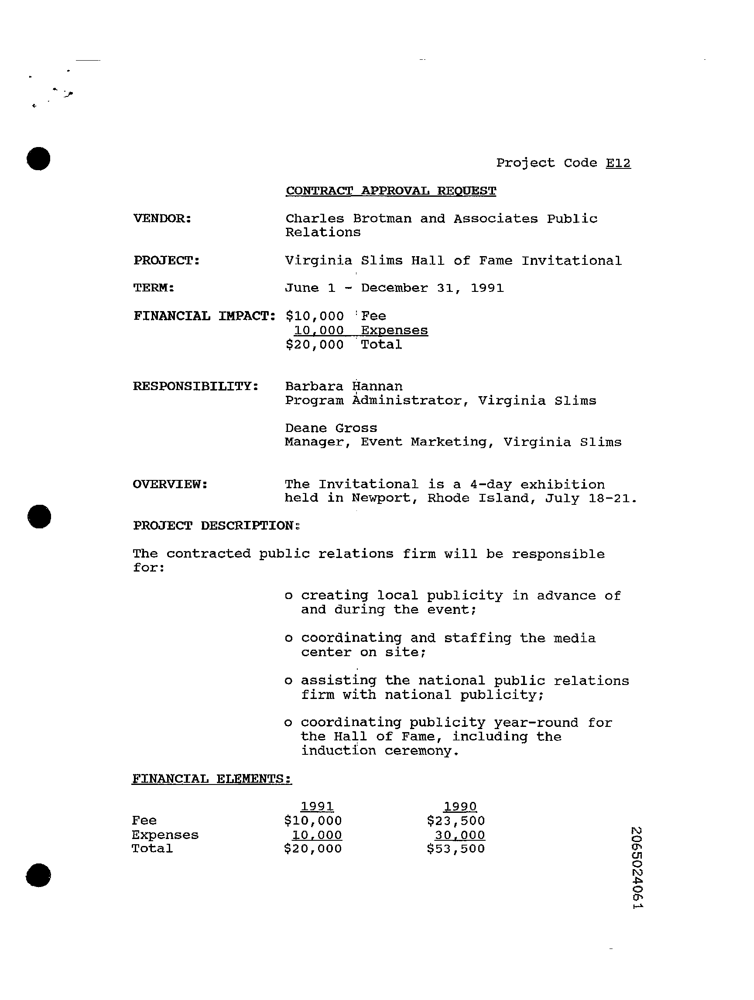 Project Code E12
CONTRACT APPROVAL REQUEST
VENDOR: Charles Brotman and Associates Public
Relations
PROJECT: Virginia Slims Hall of Fame Invitational
TERM: June 1 - December 31, 1991
FINANCIAL IMPACT: $10,000 Fee
10,000 Expenses
$20,000 Total
RESPONSIBILITY: Barbara Hannan
Program Administrator, Virginia Slims
Deane Gross
Manager, Event Marketing, Virginia Slims
OVERVIEW: The Invitational is a 4-day exhibition
held in Newport, Rhode Island, July 18-21.
PROJECT DESCRIPTION:
The contracted public relations firm will be responsible
for:
o creating local publicity in advance of
and during the event;
o coordinating and staffing the media
center on site;
o assisting the national public relations
firm with national publicity;
o coordinating publicity year-round for
the Hall of Fame, including the
induction ceremony.
FINANCIAL ELEMENTS:
1991 1990
Fee $10,000 $23,500
Expenses 10,000 30,000
Total $20,000 $53,500
2065024061